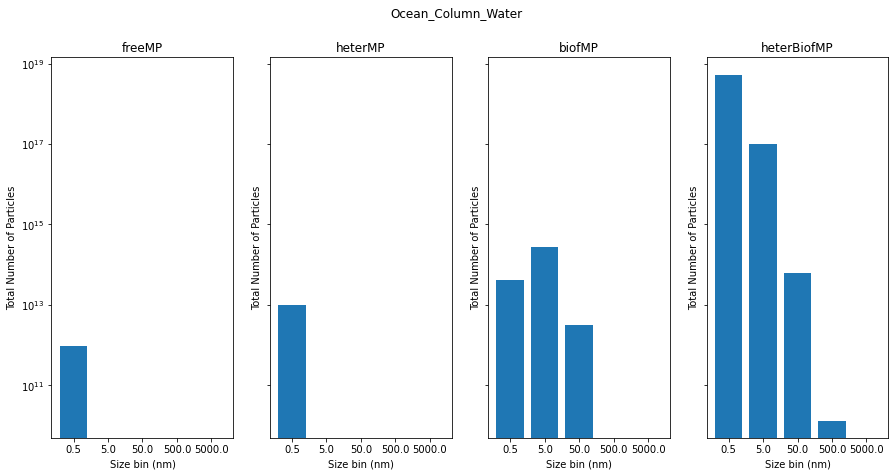 Ocean_Column_Water
freeMP
heterMP
biofMP
heterBiofMP
Total Number of Particles
10^19
10^17
10^15
10^13
10^11
0.5 5.0 50.0 500.0 5000.0
Size bin (nm)
Total Number of Particles
0.5 5.0 50.0 500.0 5000.0
Size bin (nm)
Total Number of Particles
0.5 5.0 50.0 500.0 5000.0
Size bin (nm)
Total Number of Particles
0.5 5.0 50.0 500.0 5000.0
Size bin (nm)